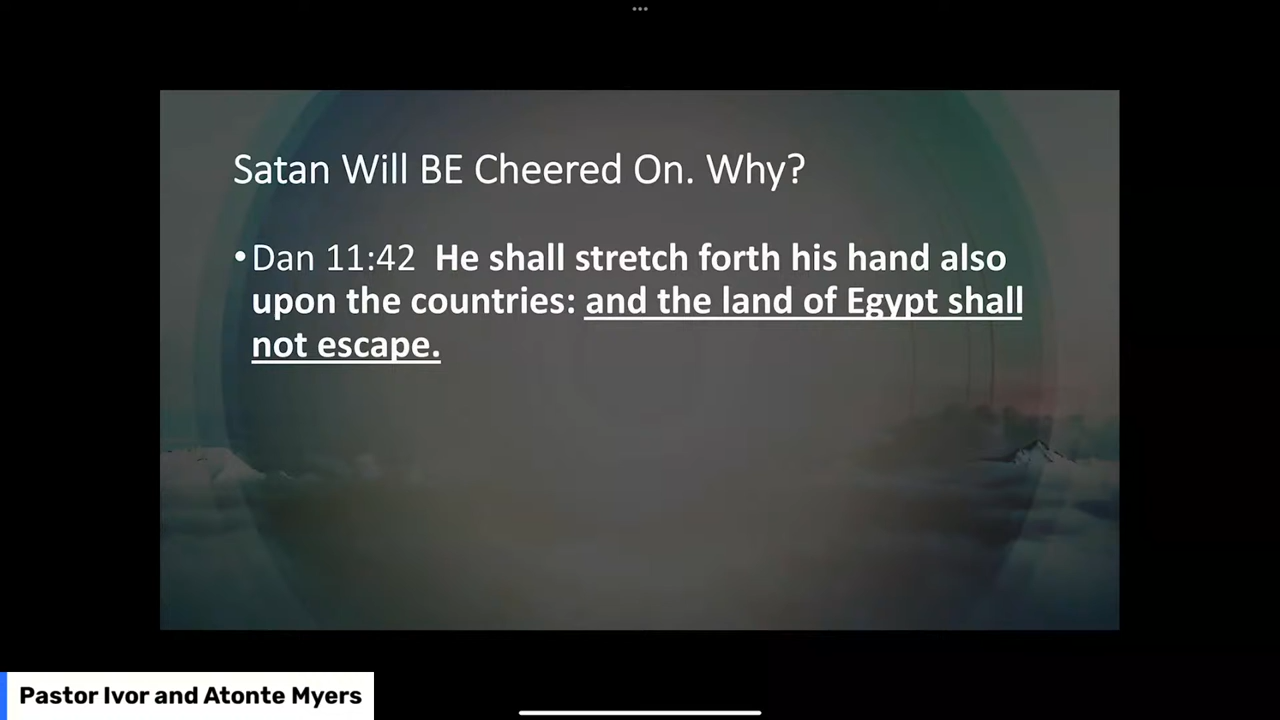 Satan Will BE Cheered On. Why?
•Dan 11:42 He shall stretch forth his hand also
upon the countries: and the land of Egypt shall
not escape.
Pastor Ivor and Atonte Myers